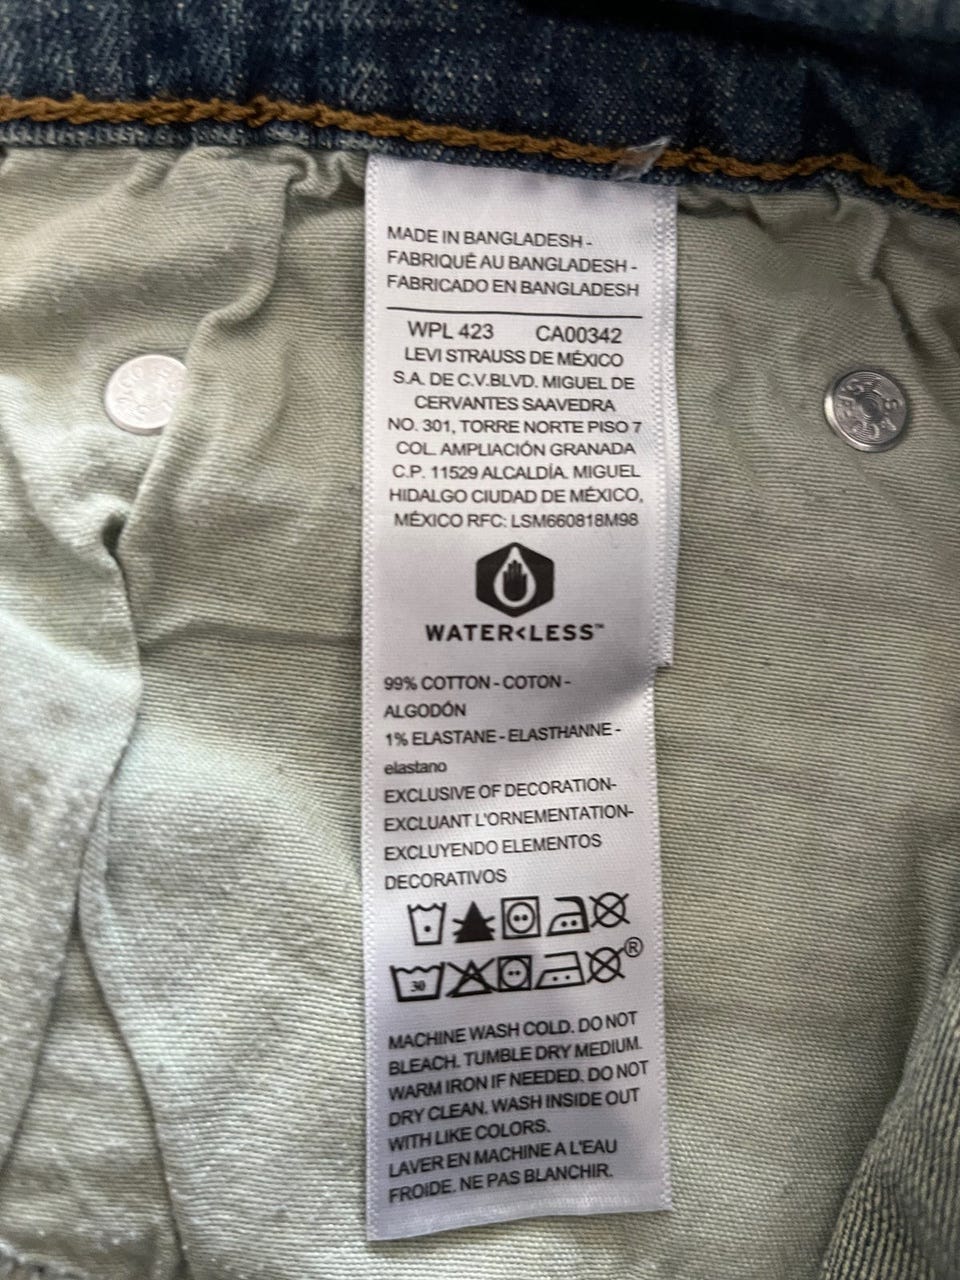 MADE IN BANGLADESH -
FABRIQUÉ AU BANGLADESH -
FABRICADO EN BANGLADESH
WPL 423 CA00342
LEVI STRAUSS DE MÉXICO
S.A. DE C.V.BLVD. MIGUEL DE
CERVANTES SAAVEDRA
NO. 301, TORRE NORTE PISO 7
COL. AMPLIACIÓN GRANADA
C.P. 11529 ALCALDÍA. MIGUEL
HIDALGO CIUDAD DE MÉXICO,
MÉXICO RFC: LSM660818M98
WATER<LESS™
99% COTTON - COTON -
ALGODÓN
1% ELASTANE - ELASTHANNE -
elastano
EXCLUSIVE OF DECORATION-
EXCLUANT L'ORNEMENTATION-
EXCLUYENDO ELEMENTOS
DECORATIVOS
30 ®
MACHINE WASH COLD. DO NOT
BLEACH. TUMBLE DRY MEDIUM.
WARM IRON IF NEEDED. DO NOT
DRY CLEAN. WASH INSIDE OUT
WITH LIKE COLORS.
LAVER EN MACHINE A L'EAU
FROIDE. NE PAS BLANCHIR.